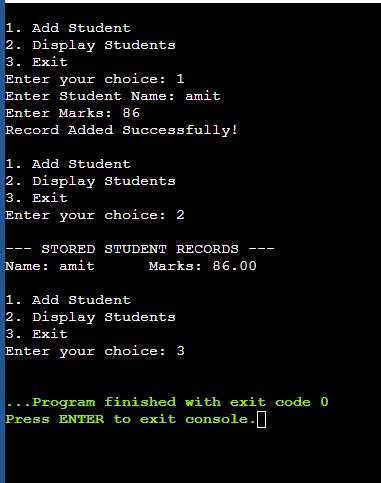 1. Add Student
2. Display Students
3. Exit
Enter your choice: 1
Enter Student Name: amit
Enter Marks: 86
Record Added Successfully!
1. Add Student
2. Display Students
3. Exit
Enter your choice: 2
--- STORED STUDENT RECORDS ---
Name: amit      Marks: 86.00
1. Add Student
2. Display Students
3. Exit
Enter your choice: 3
...Program finished with exit code 0
Press ENTER to exit console.